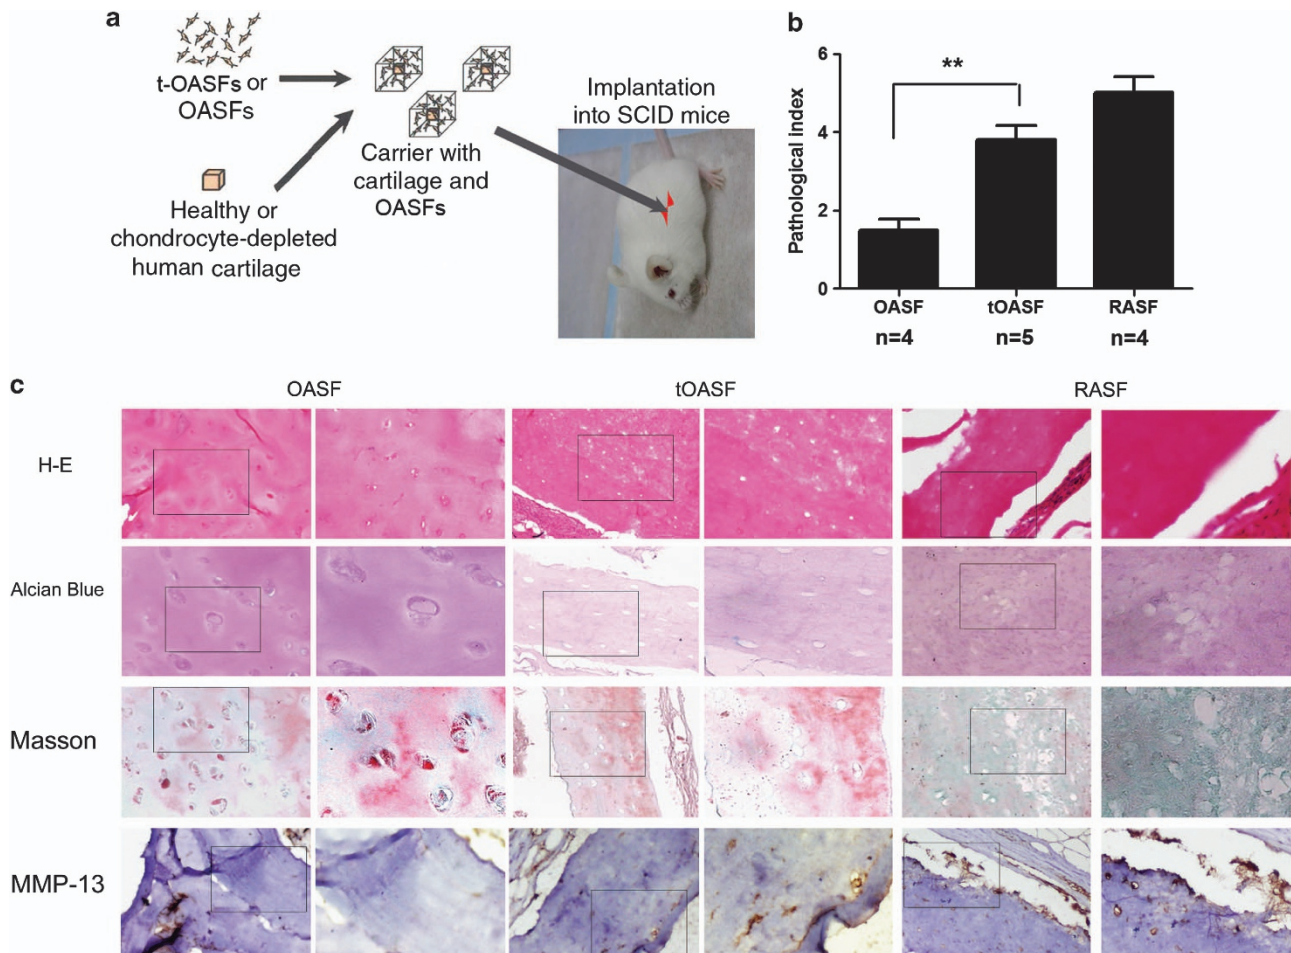 a
t-OASFs or
OASFs
Healthy or
chondrocyte-depleted
human cartilage
Carrier with
cartilage and
OASFs
Implantation
into SCID mice
b
**
Pathological index
6
4
2
0
OASF
tOASF
RASF
n=4
n=5
n=4
c
OASF
tOASF
RASF
H-E
Alcian Blue
Masson
MMP-13